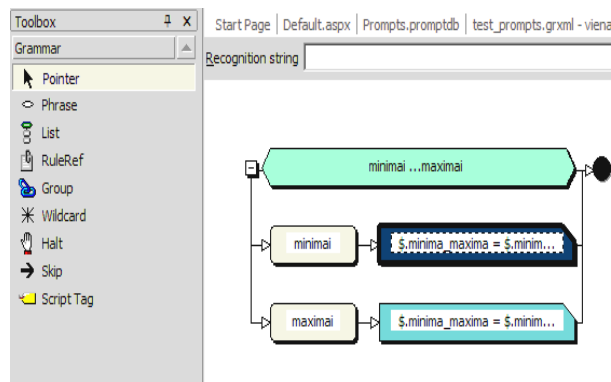 Toolbox
Start Page | Default.aspx | Prompts.promptdb | test_prompts.grxml - viena
Grammar
Recognition string
Pointer
Phrase
List
RuleRef
Group
Wildcard
Halt
Skip
Script Tag
minimai ...maximai
minimai
$.minima_maxima = $.minim...
maximai
$.minima_maxima = $.minim...